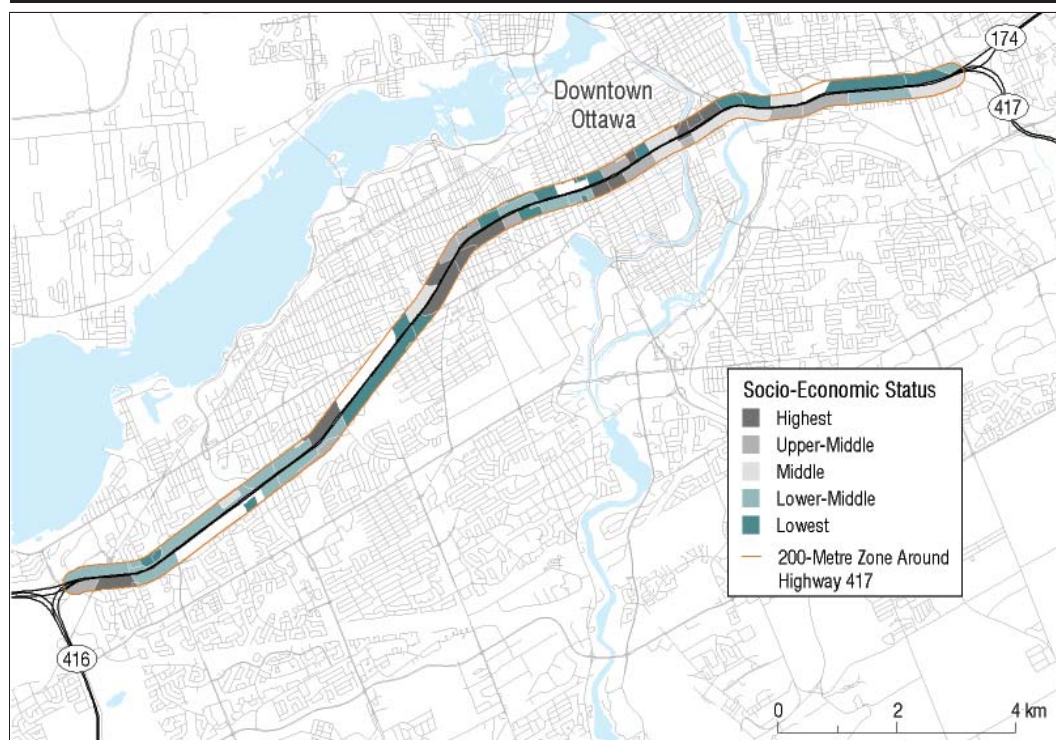 174
Downtown
Ottawa
417
Socio-Economic Status
Highest
Upper-Middle
Middle
Lower-Middle
Lowest
200-Metre Zone Around
Highway 417
416
0 2 4 km